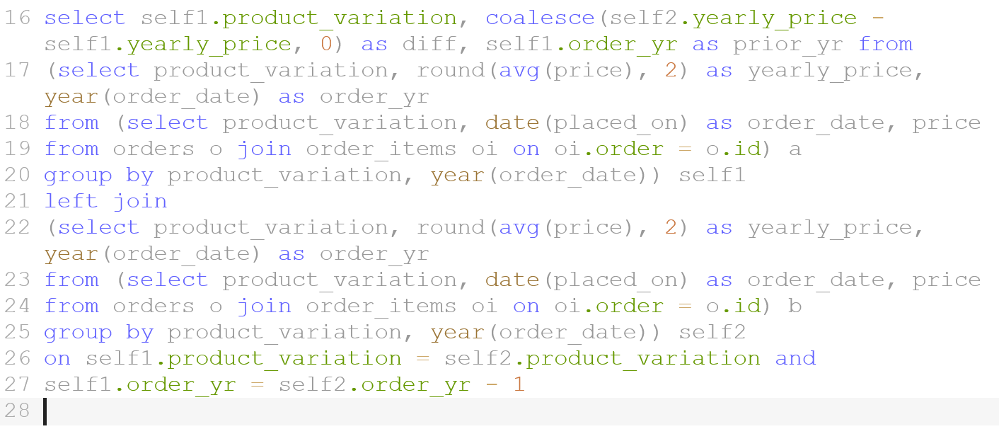 16 select self1.product_variation, coalesce(self2.yearly_price -
self1.yearly_price, 0) as diff, self1.order_yr as prior_yr from
17 (select product_variation, round(avg(price), 2) as yearly_price,
year(order_date) as order_yr
18 from (select product_variation, date(placed_on) as order_date, price
19 from orders o join order_items oi on oi.order = o.id) a
20 group by product_variation, year(order_date)) self1
21 left join
22 (select product_variation, round(avg(price), 2) as yearly_price,
year(order_date) as order_yr
23 from (select product_variation, date(placed_on) as order_date, price
24 from orders o join order_items oi on oi.order = o.id) b
25 group by product_variation, year(order_date)) self2
26 on self1.product_variation = self2.product_variation and
27 self1.order_yr = self2.order_yr - 1
28